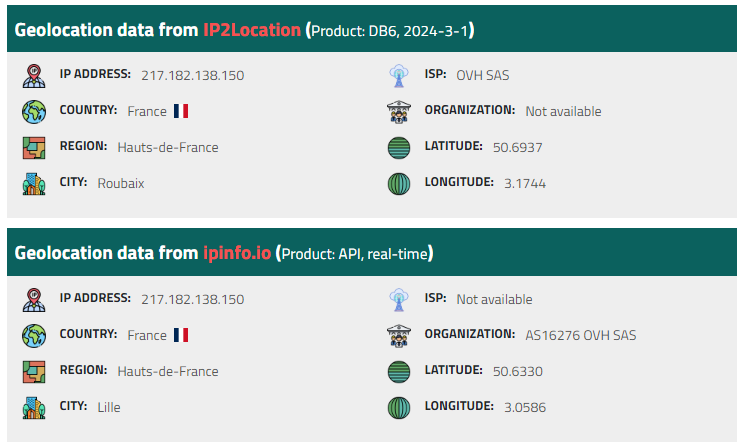 Geolocation data from IP2Location (Product: DB6, 2024-3-1)
IP ADDRESS: 217.182.138.150 ISP: OVH SAS
COUNTRY: France ORGANIZATION: Not available
REGION: Hauts-de-France LATITUDE: 50.6937
CITY: Roubaix LONGITUDE: 3.1744
Geolocation data from ipinfo.io (Product: API, real-time)
IP ADDRESS: 217.182.138.150 ISP: Not available
COUNTRY: France ORGANIZATION: AS16276 OVH SAS
REGION: Hauts-de-France LATITUDE: 50.6330
CITY: Lille LONGITUDE: 3.0586